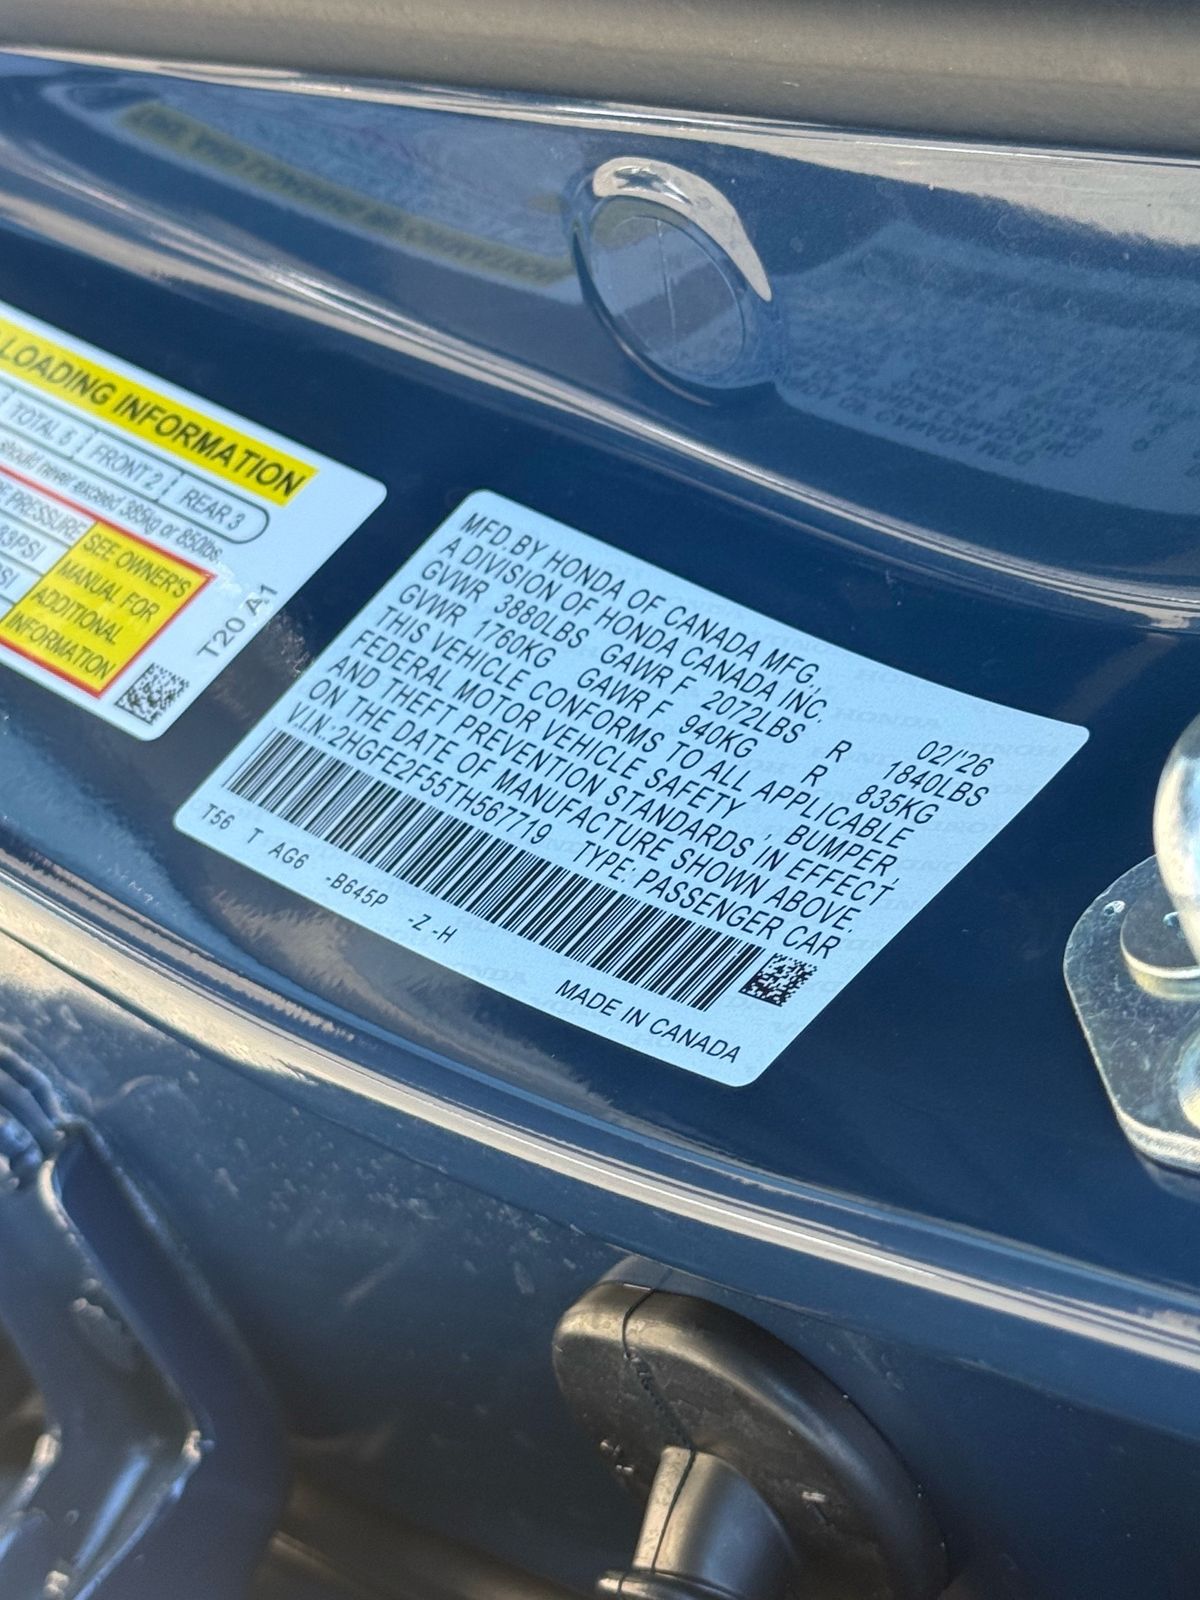 LOADING INFORMATION
TOTAL 5 FRONT 2 REAR 3
should never exceed 385kg or 850lbs.
PRESSURE
33PSI
SEE OWNER'S
MANUAL FOR
ADDITIONAL
INFORMATION
T20 A1
MFD BY HONDA OF CANADA MFG.,
A DIVISION OF HONDA CANADA INC. 02/'26
GVWR 3880LBS GAWR F 2072LBS R 1840LBS
GVWR 1760KG GAWR F 940KG R 835KG
THIS VEHICLE CONFORMS TO ALL APPLICABLE
FEDERAL MOTOR VEHICLE SAFETY , BUMPER,
AND THEFT PREVENTION STANDARDS IN EFFECT
ON THE DATE OF MANUFACTURE SHOWN ABOVE.
V.I.N.:2HGFE2F55TH567719 TYPE: PASSENGER CAR
T56 T AG6 -B645P -Z -H
MADE IN CANADA